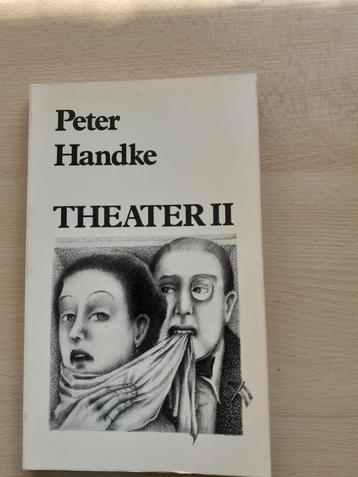 Peter
Handke
THEATER II